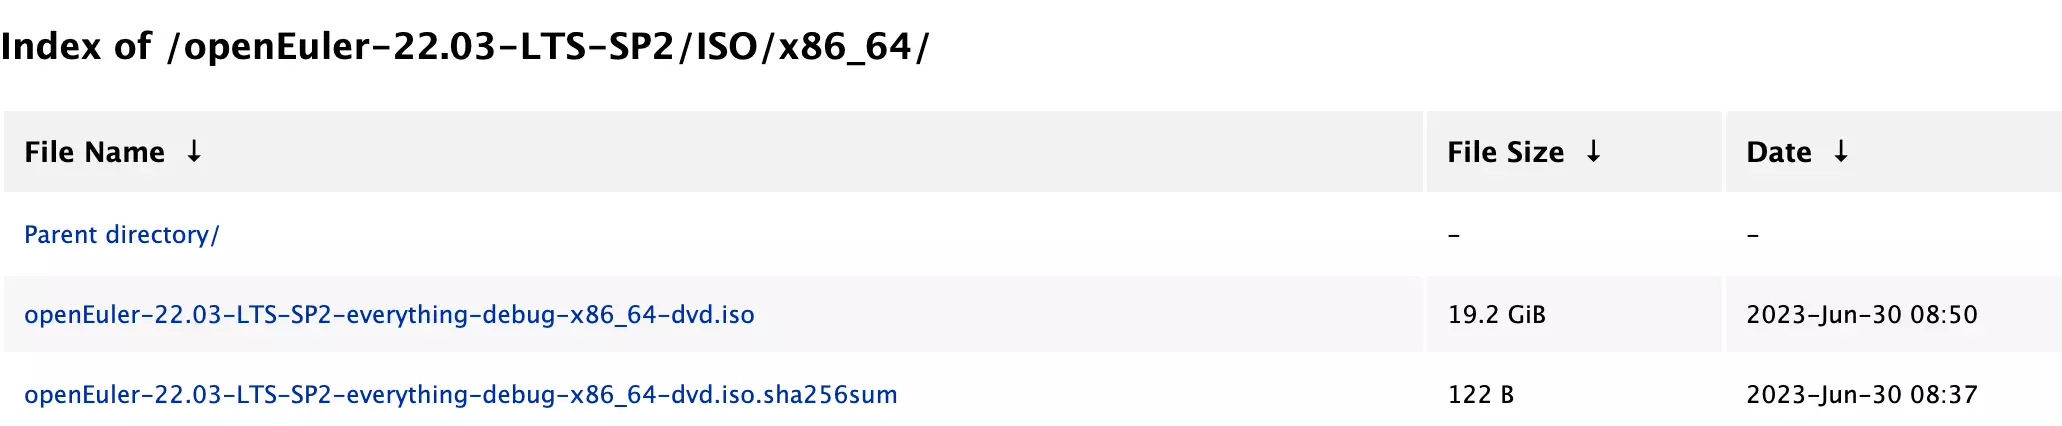 Index of /openEuler-22.03-LTS-SP2/ISO/x86_64/
File Name ↓ File Size ↓ Date ↓
Parent directory/ - -
openEuler-22.03-LTS-SP2-everything-debug-x86_64-dvd.iso 19.2 GiB 2023-Jun-30 08:50
openEuler-22.03-LTS-SP2-everything-debug-x86_64-dvd.iso.sha256sum 122 B 2023-Jun-30 08:37